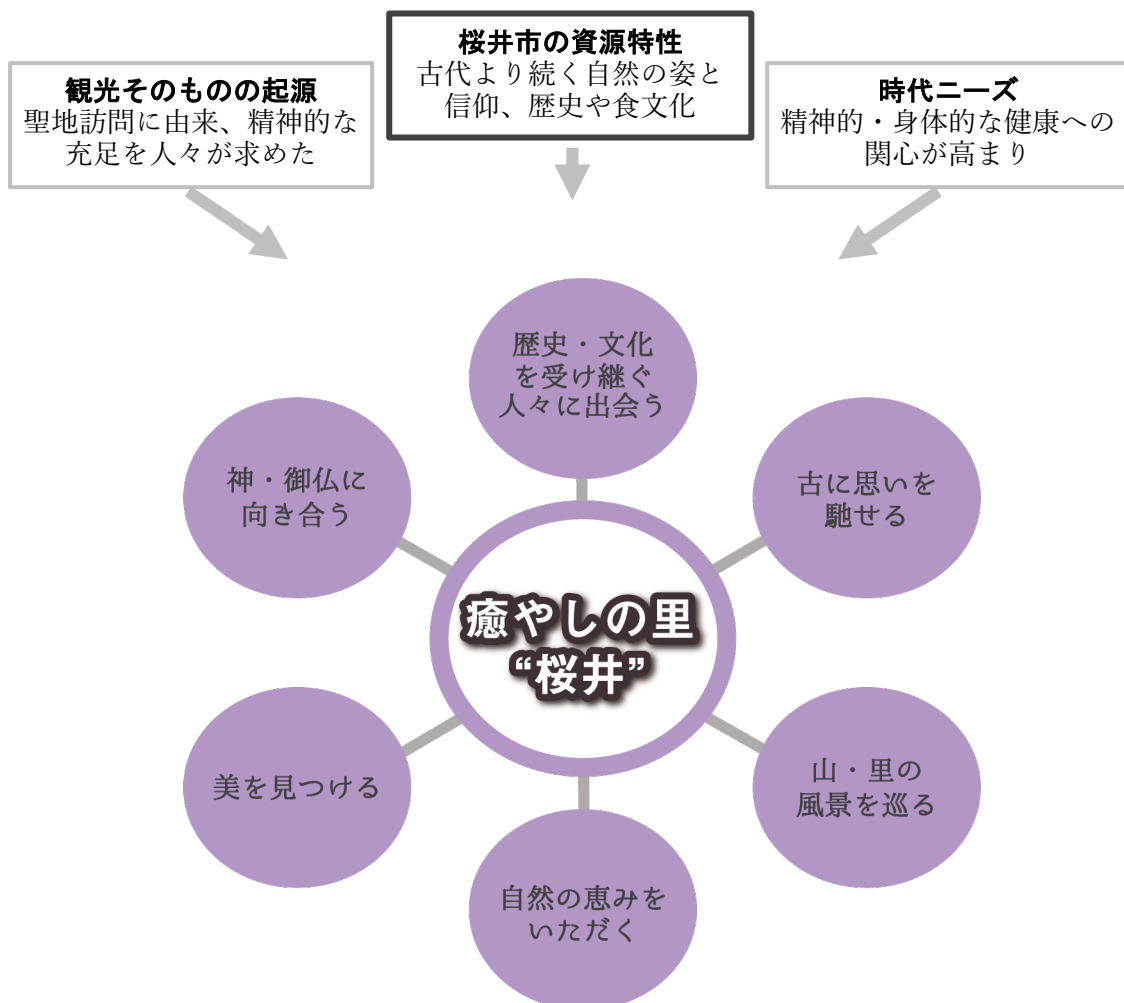 観光そのものの起源
聖地訪問に由来、精神的な
充足を人々が求めた
桜井市の資源特性
古代より続く自然の姿と
信仰、歴史や食文化
時代ニーズ
精神的・身体的な健康への
関心が高まり
歴史・文化
を受け継ぐ
人々に出会う
神・御仏に
向き合う
古に思いを
馳せる
癒やしの里
“桜井”
美を見つける
山・里の
風景を巡る
自然の恵みを
いただく